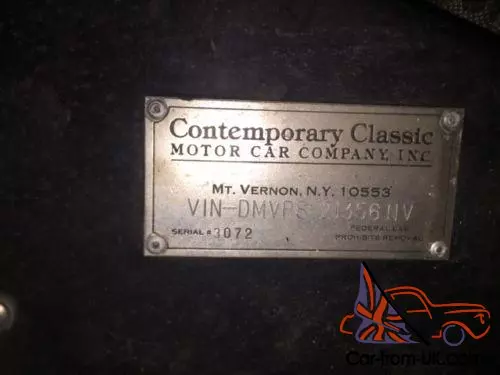 Contemporary Classic
MOTOR CAR COMPANY, INC
MT. VERNON, N.Y. 10553
SERIAL # 3072
FEDERAL LAW
PROHIBITS REMOVAL
Car-from-UK.com